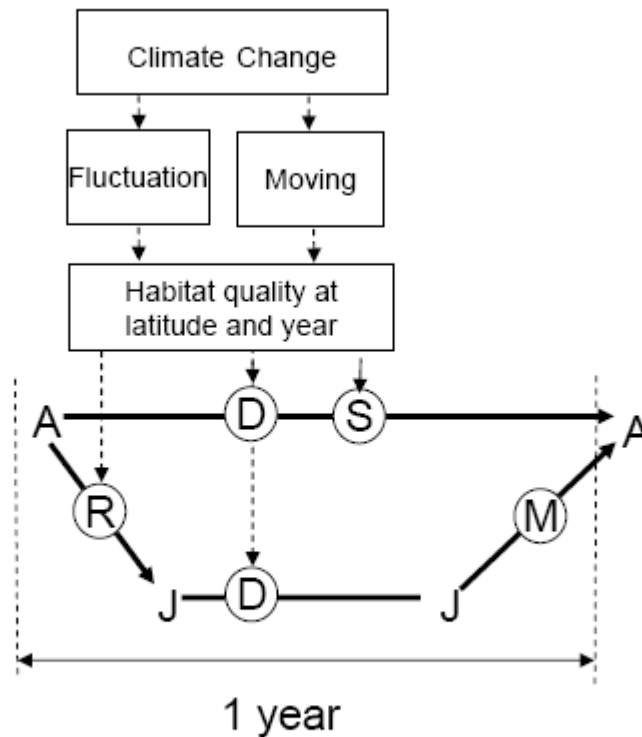 Climate Change
Fluctuation
Moving
Habitat quality at
latitude and year
A
D
S
A
R
M
J
D
J
1 year